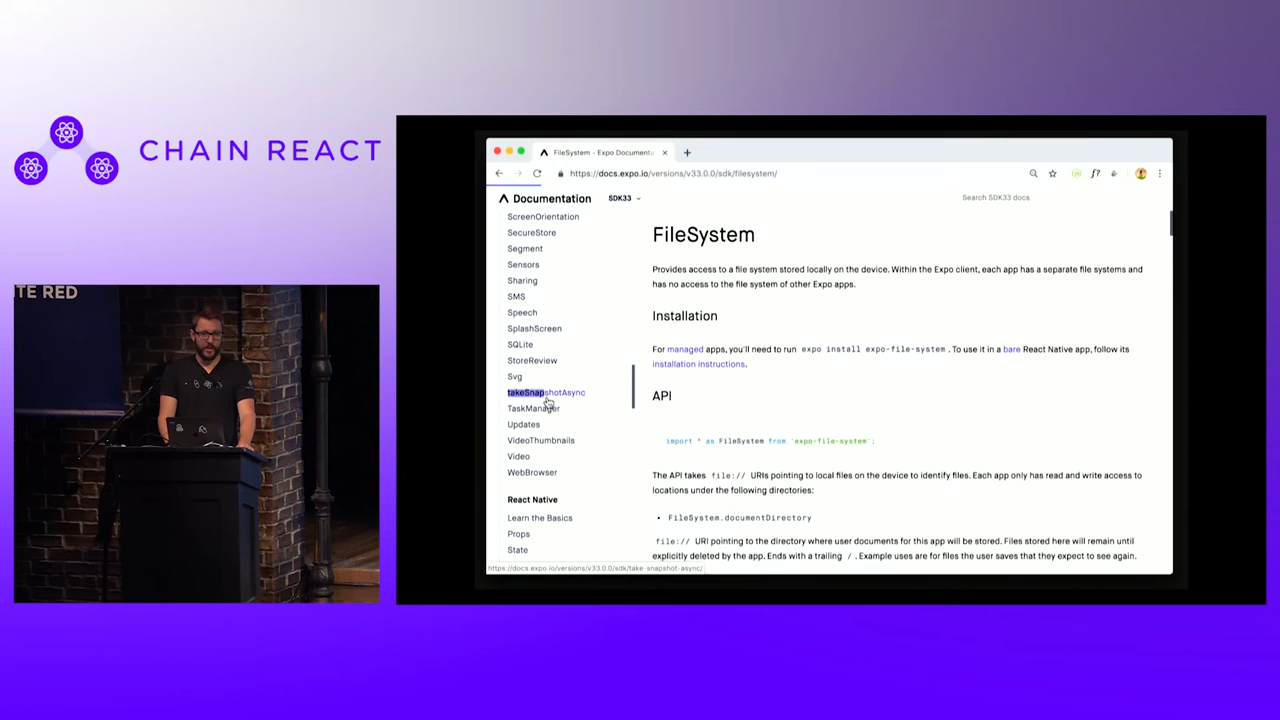 CHAIN REACT
ITE RED
FileSystem - Expo Documenta
https://docs.expo.io/versions/v33.0.0/sdk/filesystem/
Documentation
SDK33
Search SDK33 docs
ScreenOrientation
SecureStore
Segment
Sensors
Sharing
SMS
Speech
SplashScreen
SQLite
StoreReview
Svg
takeSnapshotAsync
TaskManager
Updates
VideoThumbnails
Video
WebBrowser
React Native
Learn the Basics
Props
State
https://docs.expo.io/versions/v33.0.0/sdk/take-snapshot-async/
FileSystem
Provides access to a file system stored locally on the device. Within the Expo client, each app has a separate file systems and
has no access to the file system of other Expo apps.
Installation
For managed apps, you'll need to run expo install expo-file-system. To use it in a bare React Native app, follow its
installation instructions.
API
import * as FileSystem from 'expo-file-system';
The API takes file:// URIs pointing to local files on the device to identify files. Each app only has read and write access to
locations under the following directories:
• FileSystem.documentDirectory
file:// URI pointing to the directory where user documents for this app will be stored. Files stored here will remain until
explicitly deleted by the app. Ends with a trailing /. Example uses are for files the user saves that they expect to see again.